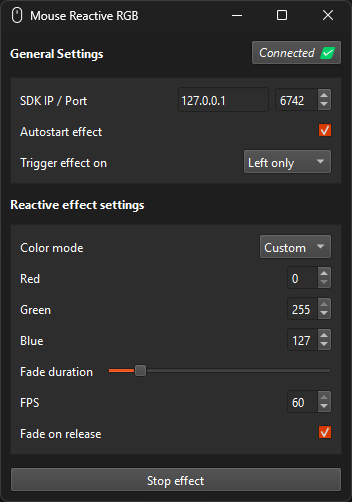 Mouse Reactive RGB
General Settings
Connected
SDK IP / Port 127.0.0.1 6742
Autostart effect
Trigger effect on Left only
Reactive effect settings
Color mode Custom
Red 0
Green 255
Blue 127
Fade duration
FPS 60
Fade on release
Stop effect